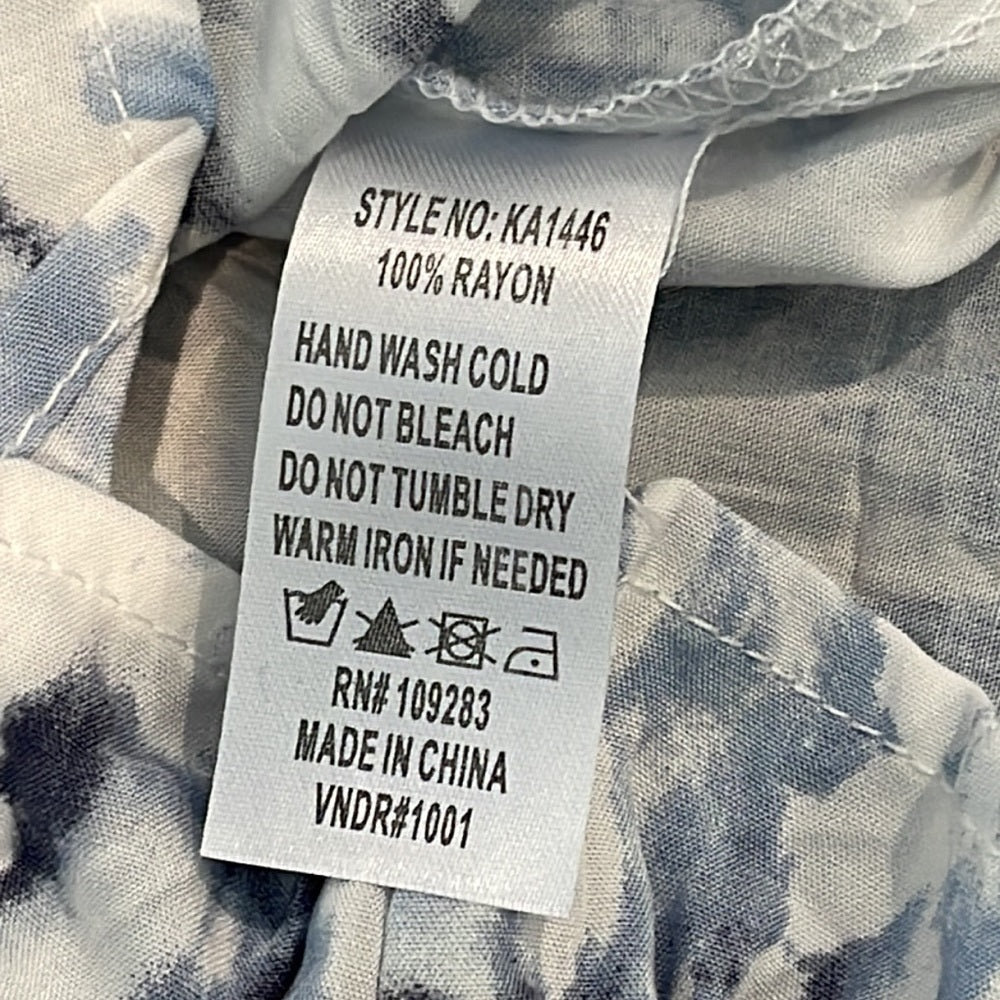 STYLE NO: KA1446
100% RAYON
HAND WASH COLD
DO NOT BLEACH
DO NOT TUMBLE DRY
WARM IRON IF NEEDED
RN# 109283
MADE IN CHINA
VNDR#1001